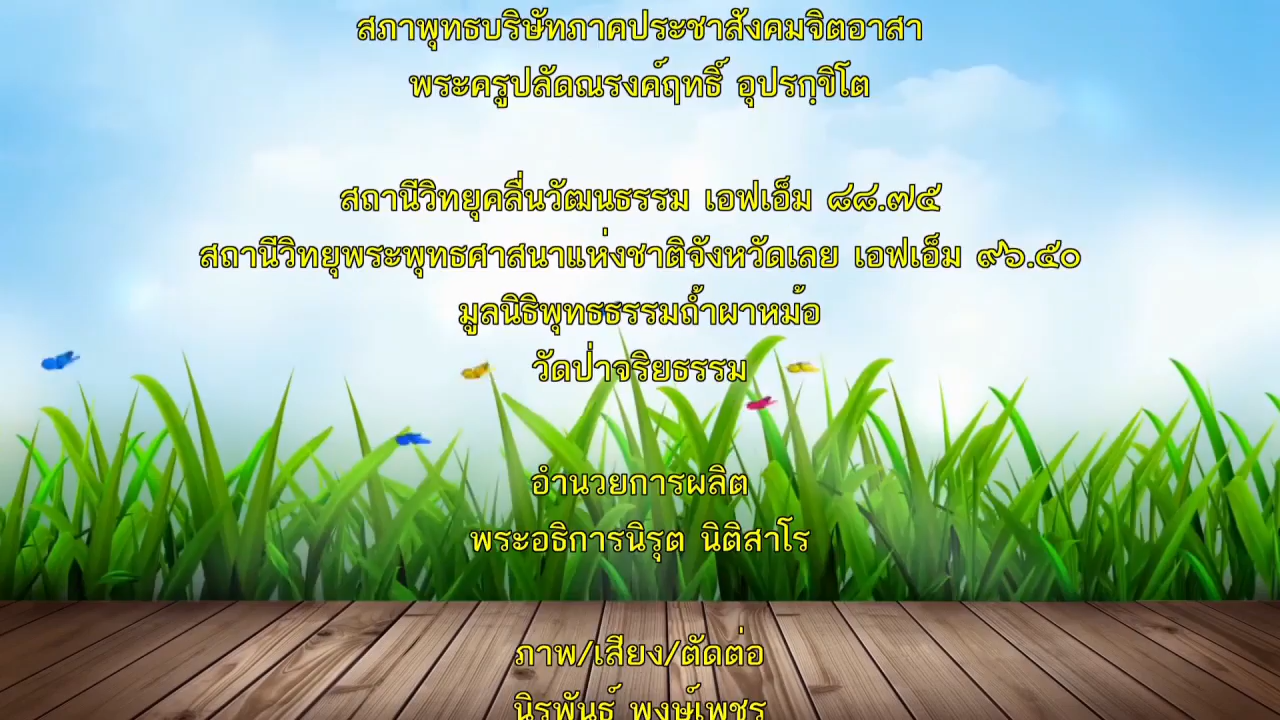 สภาพุทธบริษัทภาคประชาสังคมจิตอาสา
พระครูปลัดณรงค์ฤทธิ์ อุปรกฺขิโต
สถานีวิทยุคลื่นวัฒนธรรม เอฟเอ็ม ๘๘.๗๕
สถานีวิทยุพระพุทธศาสนาแห่งชาติจังหวัดเลย เอฟเอ็ม ๙๖.๕๐
มูลนิธิพุทธธรรมถ้ำผาหม้อ
วัดป่าจริยธรรม
อำนวยการผลิต
พระอธิการนิรุต นิติสาโร
ภาพ/เสียง/ตัดต่อ
นิรพันธ์ พงษ์เพชร